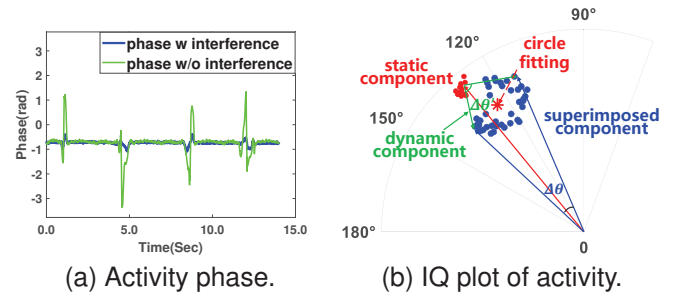 phase w interference
phase w/o interference
Phase(rad)
3
2
1
0
-1
-2
-3
0.0
5.0
10.0
15.0
Time(Sec)
(a) Activity phase.
90°
120°
150°
180°
0
circle
fitting
static
component
Δθ
superimposed
component
dynamic
component
Δθ
(b) IQ plot of activity.